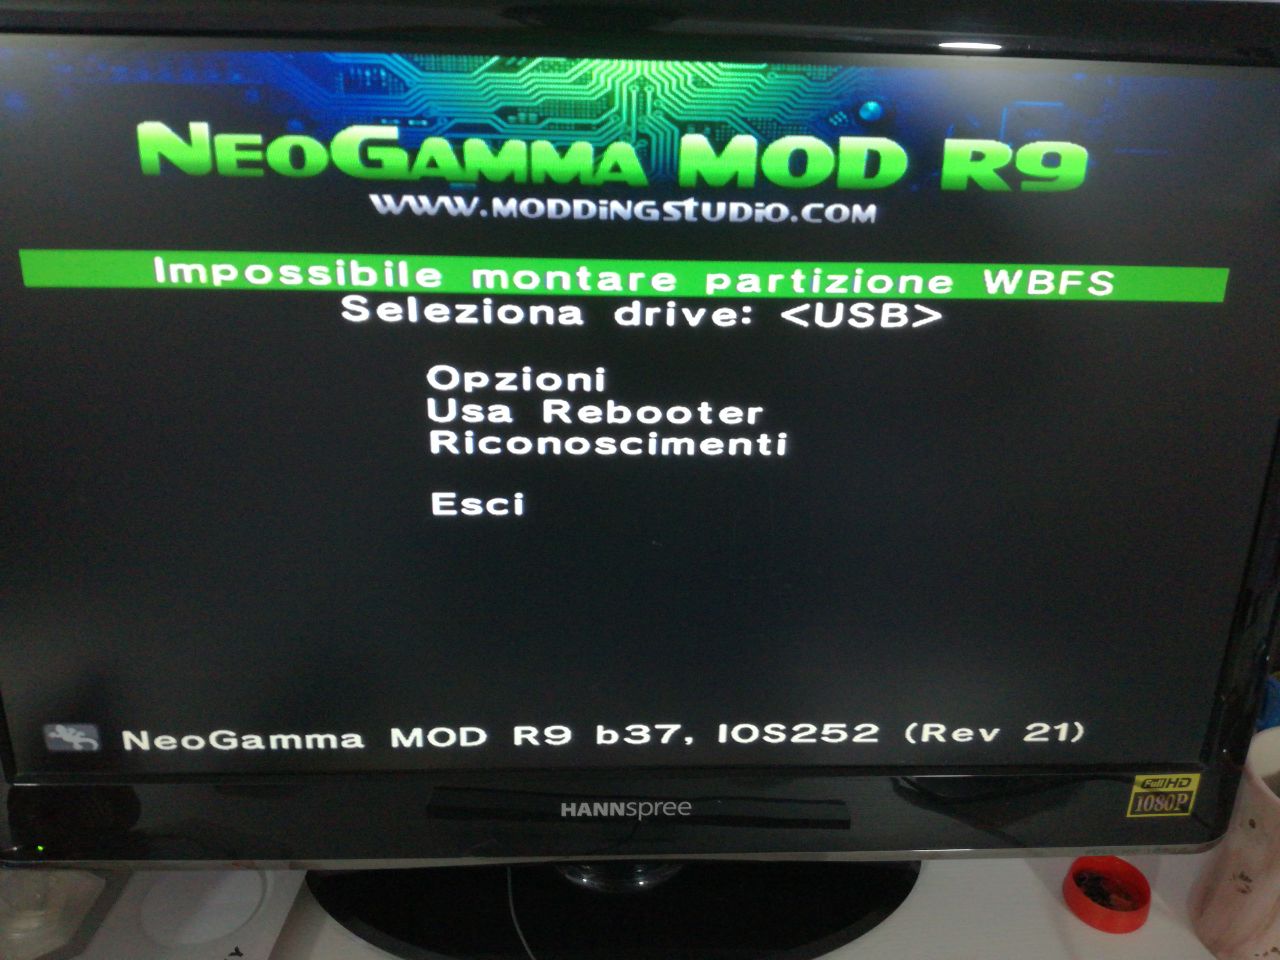 NEOGAMMA MOD R9
WWW.MODDiNGSTUDiO.COM
Impossibile montare partizione WBFS
Seleziona drive: <USB>
Opzioni
Usa Rebooter
Riconoscimenti
Esci
NeoGamma MOD R9 b37, IOS252 (Rev 21)
HANNspree
Full HD
1080P